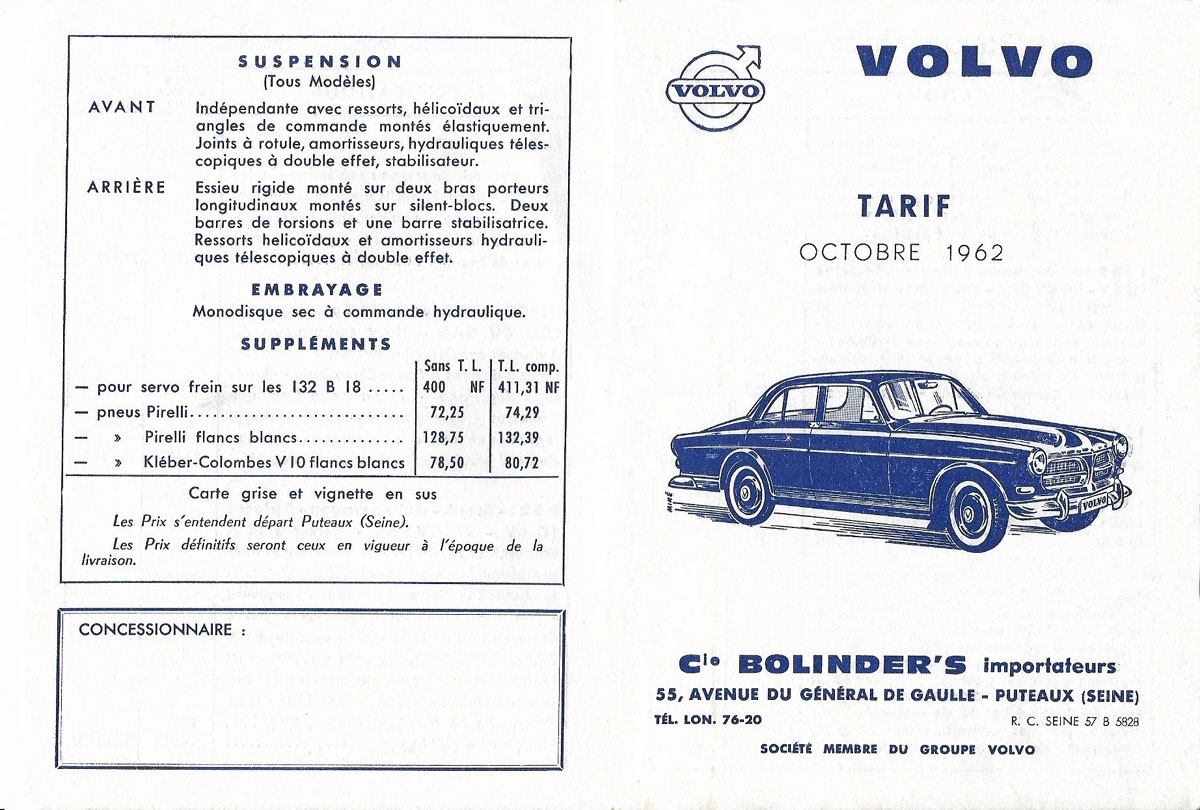 SUSPENSION
(Tous Modèles)
AVANT Indépendante avec ressorts, hélicoïdaux et tri-
angles de commande montés élastiquement.
Joints à rotule, amortisseurs, hydrauliques téles-
copiques à double effet, stabilisateur.
ARRIÈRE Essieu rigide monté sur deux bras porteurs
longitudinaux montés sur silent-blocs. Deux
barres de torsions et une barre stabilisatrice.
Ressorts helicoïdaux et amortisseurs hydrauli-
ques télescopiques à double effet.
EMBRAYAGE
Monodisque sec à commande hydraulique.
SUPPLÉMENTS
Sans T. L. T.L. comp.
— pour servo frein sur les 132 B 18 ..... 400 NF 411,31 NF
— pneus Pirelli........................... 72,25 74,29
— » Pirelli flancs blancs............. 128,75 132,39
— » Kléber-Colombes V 10 flancs blancs 78,50 80,72
Carte grise et vignette en sus
Les Prix s'entendent départ Puteaux (Seine).
Les Prix définitifs seront ceux en vigueur à l'époque de la
livraison.
CONCESSIONNAIRE :
VOLVO
VOLVO
TARIF
OCTOBRE 1962
VOLVO
Cie BOLINDER'S importateurs
55, AVENUE DU GÉNÉRAL DE GAULLE - PUTEAUX (SEINE)
TÉL. LON. 76-20 R. C. SEINE 57 B 5828
SOCIÉTÉ MEMBRE DU GROUPE VOLVO